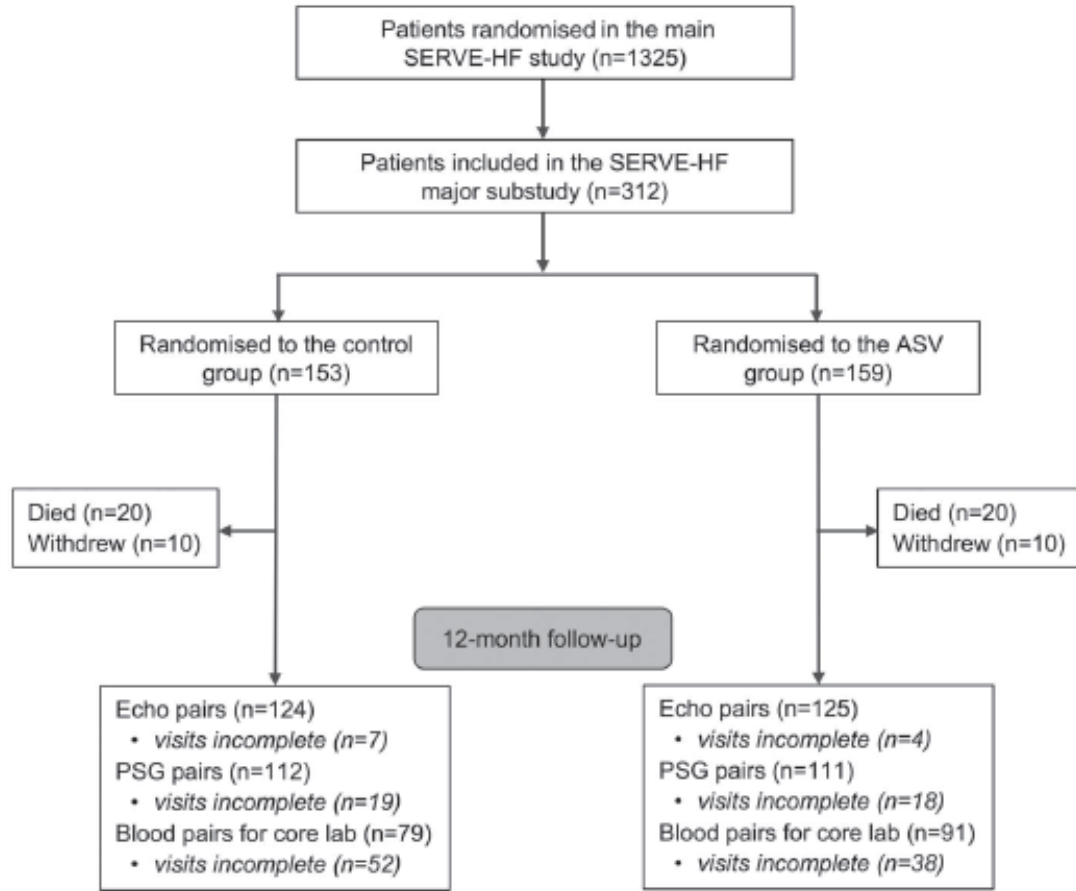 Patients randomised in the main
SERVE-HF study (n=1325)
Patients included in the SERVE-HF
major substudy (n=312)
Randomised to the control
group (n=153)
Randomised to the ASV
group (n=159)
Died (n=20)
Withdrew (n=10)
Died (n=20)
Withdrew (n=10)
12-month follow-up
Echo pairs (n=124)
• visits incomplete (n=7)
PSG pairs (n=112)
• visits incomplete (n=19)
Blood pairs for core lab (n=79)
• visits incomplete (n=52)
Echo pairs (n=125)
• visits incomplete (n=4)
PSG pairs (n=111)
• visits incomplete (n=18)
Blood pairs for core lab (n=91)
• visits incomplete (n=38)